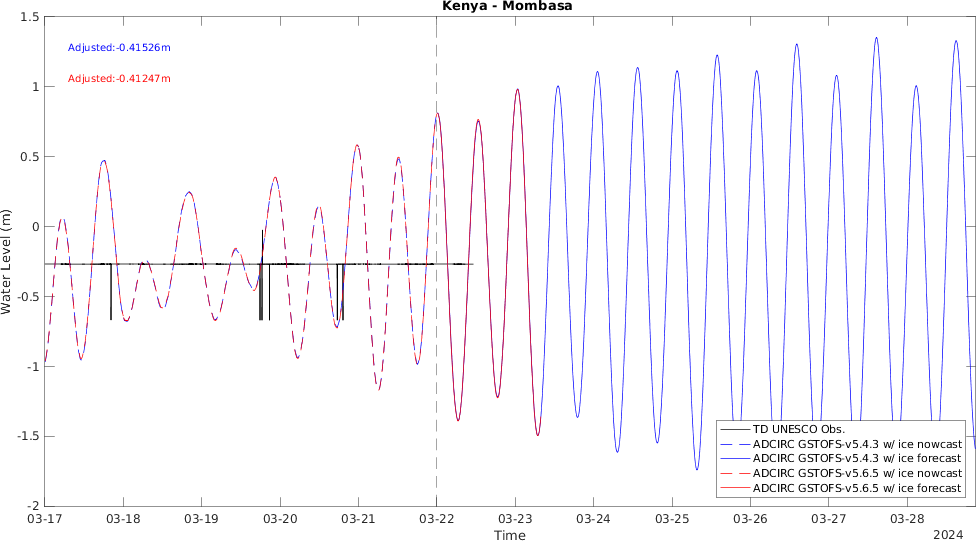 Kenya - Mombasa
1.5
1
0.5
0
-0.5
-1
-1.5
-2
Water Level (m)
Adjusted:-0.41526m
Adjusted:-0.41247m
TD UNESCO Obs.
ADCIRC GSTOFS-v5.4.3 w/ ice nowcast
ADCIRC GSTOFS-v5.4.3 w/ ice forecast
ADCIRC GSTOFS-v5.6.5 w/ ice nowcast
ADCIRC GSTOFS-v5.6.5 w/ ice forecast
03-17 03-18 03-19 03-20 03-21 03-22 03-23 03-24 03-25 03-26 03-27 03-28
Time
2024